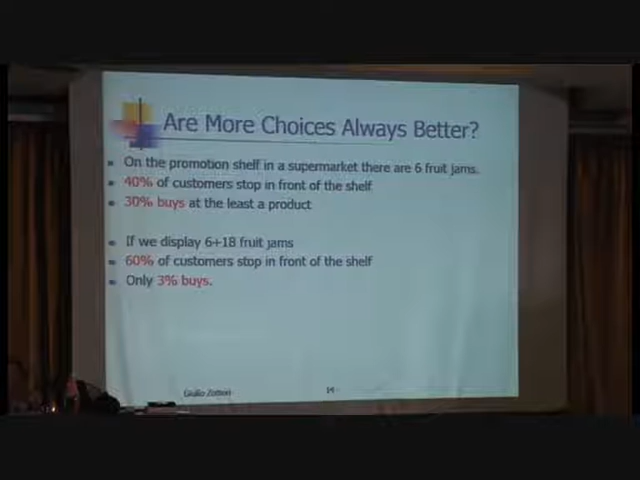 Are More Choices Always Better?
On the promotion shelf in a supermarket there are 6 fruit jams.
40% of customers stop in front of the shelf
30% buys at the least a product
If we display 6+18 fruit jams
60% of customers stop in front of the shelf
Only 3% buys.
Giulio